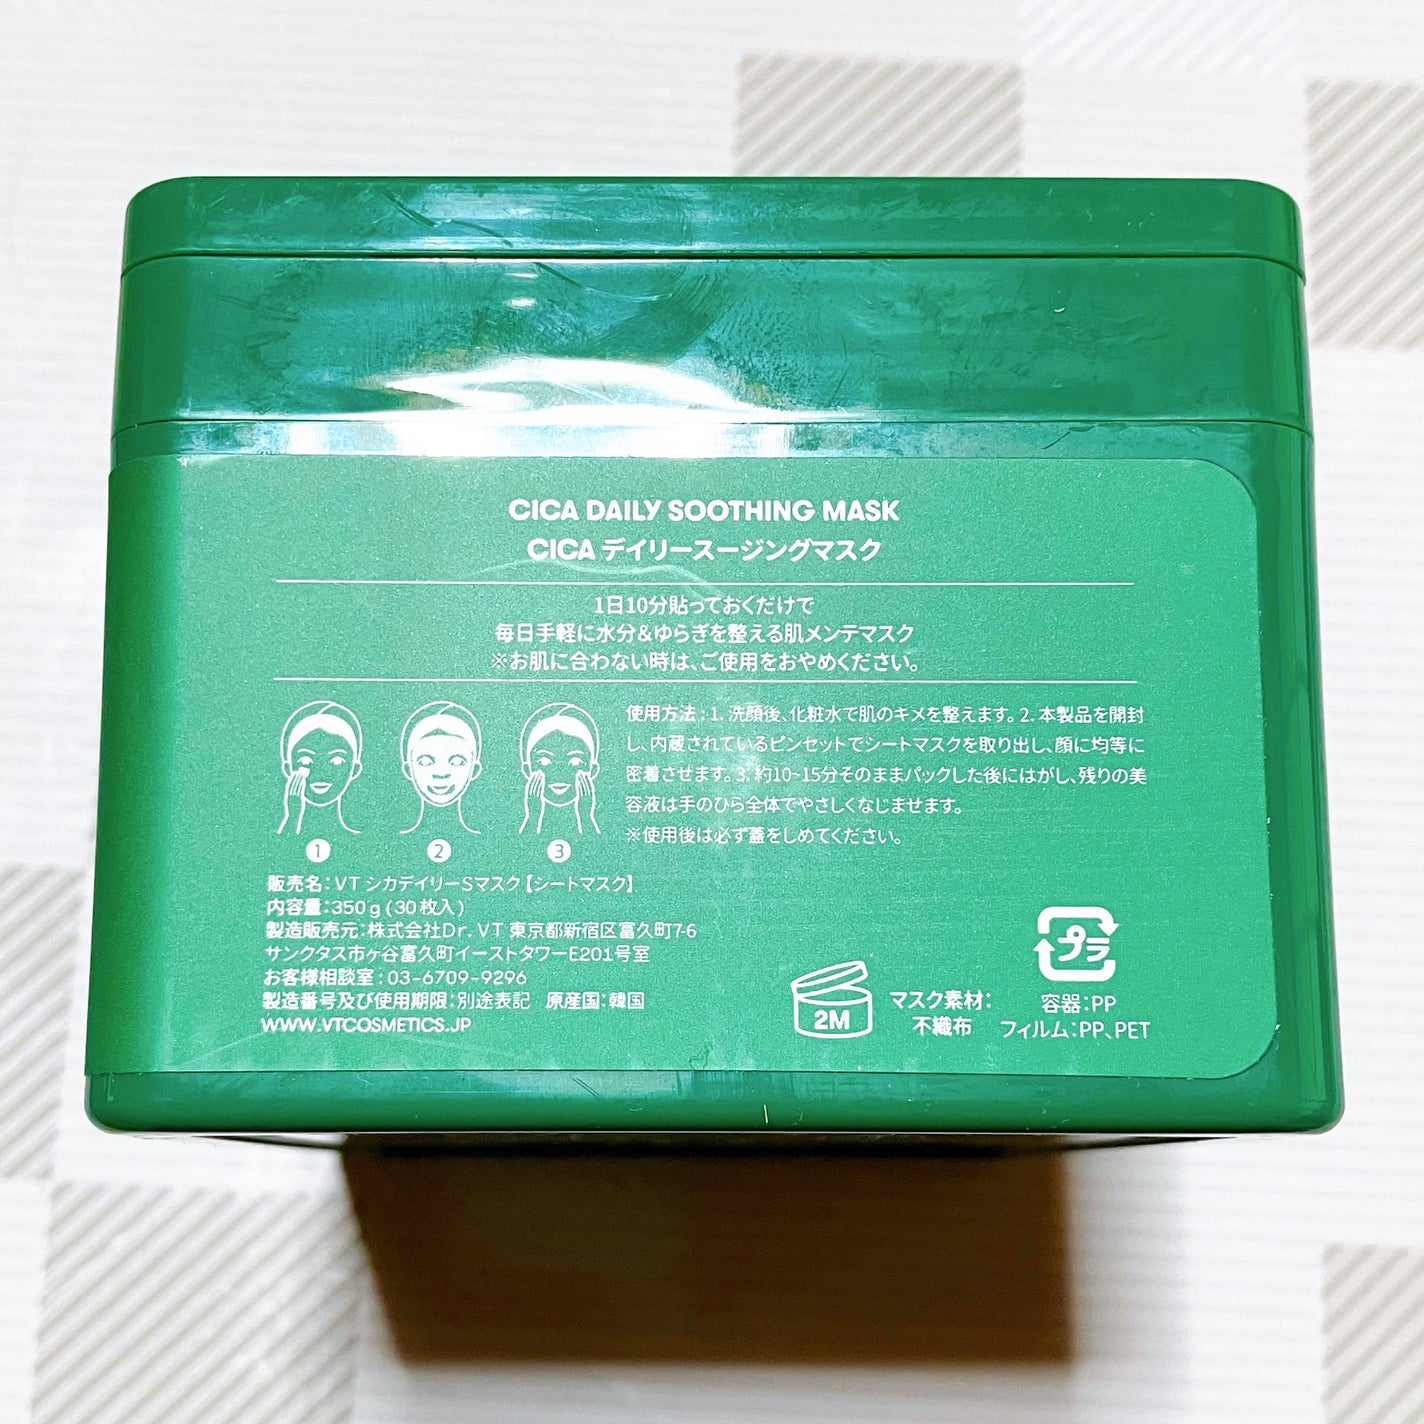 CICA DAILY SOOTHING MASK
CICA デイリースージングマスク
1日10分貼っておくだけで
毎日手軽に水分&ゆらぎを整える肌メンテマスク
※お肌に合わない時は、ご使用をおやめください。
使用方法：1. 洗顔後、化粧水で肌のキメを整えます。2. 本製品を開封
し、内蔵されているピンセットでシートマスクを取り出し、顔に均等に
密着させます。3. 約10~15分そのままパックした後にはがし、残りの美
容液は手のひら全体でやさしくなじませます。
※使用後は必ず蓋をしめてください。
1 2 3
販売名：VT シカデイリーSマスク【シートマスク】
内容量：350g (30枚入)
製造販売元：株式会社Dr. VT 東京都新宿区富久町7-6
サンクタス市ヶ谷富久町イーストタワーE201号室
お客様相談室：03-6709-9296
製造番号及び使用期限：別途表記 原産国：韓国
WWW.VTCOSMETICS.JP
2M
マスク素材：
不織布
プラ
容器：PP
フィルム：PP、PET